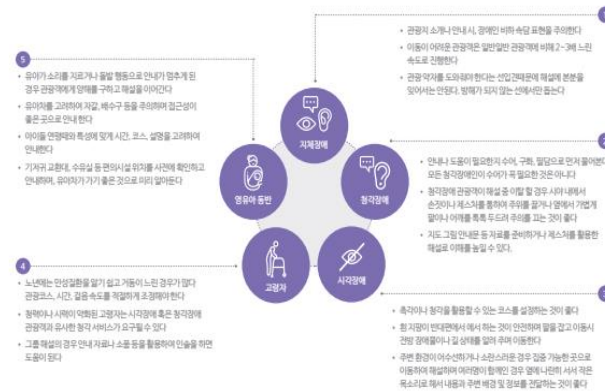 1
• 관광지 소개나 안내 시, 장애인 비하 속담 표현을 주의한다
• 이동이 어려운 관광객은 일반일반 관광객에 비해 2~3배 느린
속도로 진행한다
• 관광 약자를 도와줘야 한다는 선입견때문에 해설에 본분을
잊어서는 안된다. 방해가 되지 않는 선에서만 돕는다
5
• 유아가 소리를 지르거나 돌발 행동으로 안내가 멈추게 된
경우 관광객에게 양해를 구하고 해설을 이어간다
• 유아차를 고려하여 자갈, 배수구 등을 주의하며 접근성이
좋은 곳으로 안내 한다
• 아이들 연령대와 특성에 맞게 시간, 코스, 설명을 고려하여
안내한다
• 기저귀 교환대, 수유실 등 편의시설 위치를 사전에 확인하고
안내하며, 유아차가 가기 좋은 것으로 미리 알아둔다
지체장애
영유아 동반
청각장애
고령자
시각장애
2
• 안내나 도움이 필요한지 수어, 구화, 필담으로 먼저 물어본다
모든 청각장애인이 수어가 꼭 필요한 것은 아니다
• 청각장애 관광객이 해설 중 이탈 할 경우 시야 내에서
손짓이나 제스처를 통하여 주위를 끌거나 옆에서 가볍게
팔이나 어깨를 톡톡 두드려 주의를 끄는 것이 좋다
• 지도 그림 안내문 등 자료를 준비하거나 제스처를 활용한
해설로 이해를 높일 수 있다.
4
• 노년에는 만성질환을 앓기 쉽고 거동이 느린 경우가 많다
관광코스, 시간, 걸음 속도를 적절하게 조정해야 한다
• 청력이나 시력이 약화된 고령자는 시각장애 혹은 청각장애
관광객과 유사한 청각 서비스가 요구될 수 있다
• 그룹 해설의 경우 안내 자료나 소품 등을 활용하여 인솔을 하면
도움이 된다
3
• 촉각이나 청각을 활용할 수 있는 코스를 설정하는 것이 좋다
• 흰 지팡이 반대편에서 에서 하는 것이 안전하며 팔을 잡고 이동시
전방 장애물이나 길 상태를 알려 주며 이동한다
• 주변 환경이 어수선하거나 소란스러운 경우 집중 가능한 곳으로
이동하여 해설하며 여러명이 함께인 경우 옆에 나란히 서서 작은
목소리로 해서 내용과 주변 배경 및 정보를 전달하는 것이 좋다